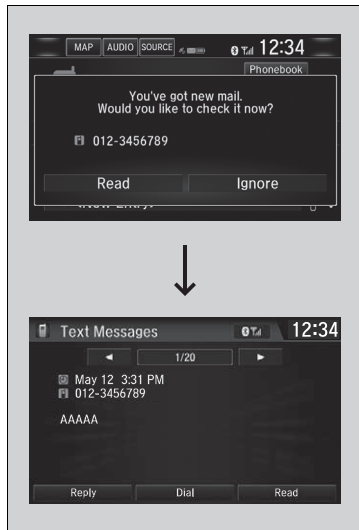 MAP AUDIO SOURCE 12:34
Phonebook
You've got new mail.
Would you like to check it now?
012-3456789
Read Ignore
<New Entry>
Text Messages 12:34
1/20
May 12 3:31 PM
012-3456789
AAAAA
Reply Dial Read